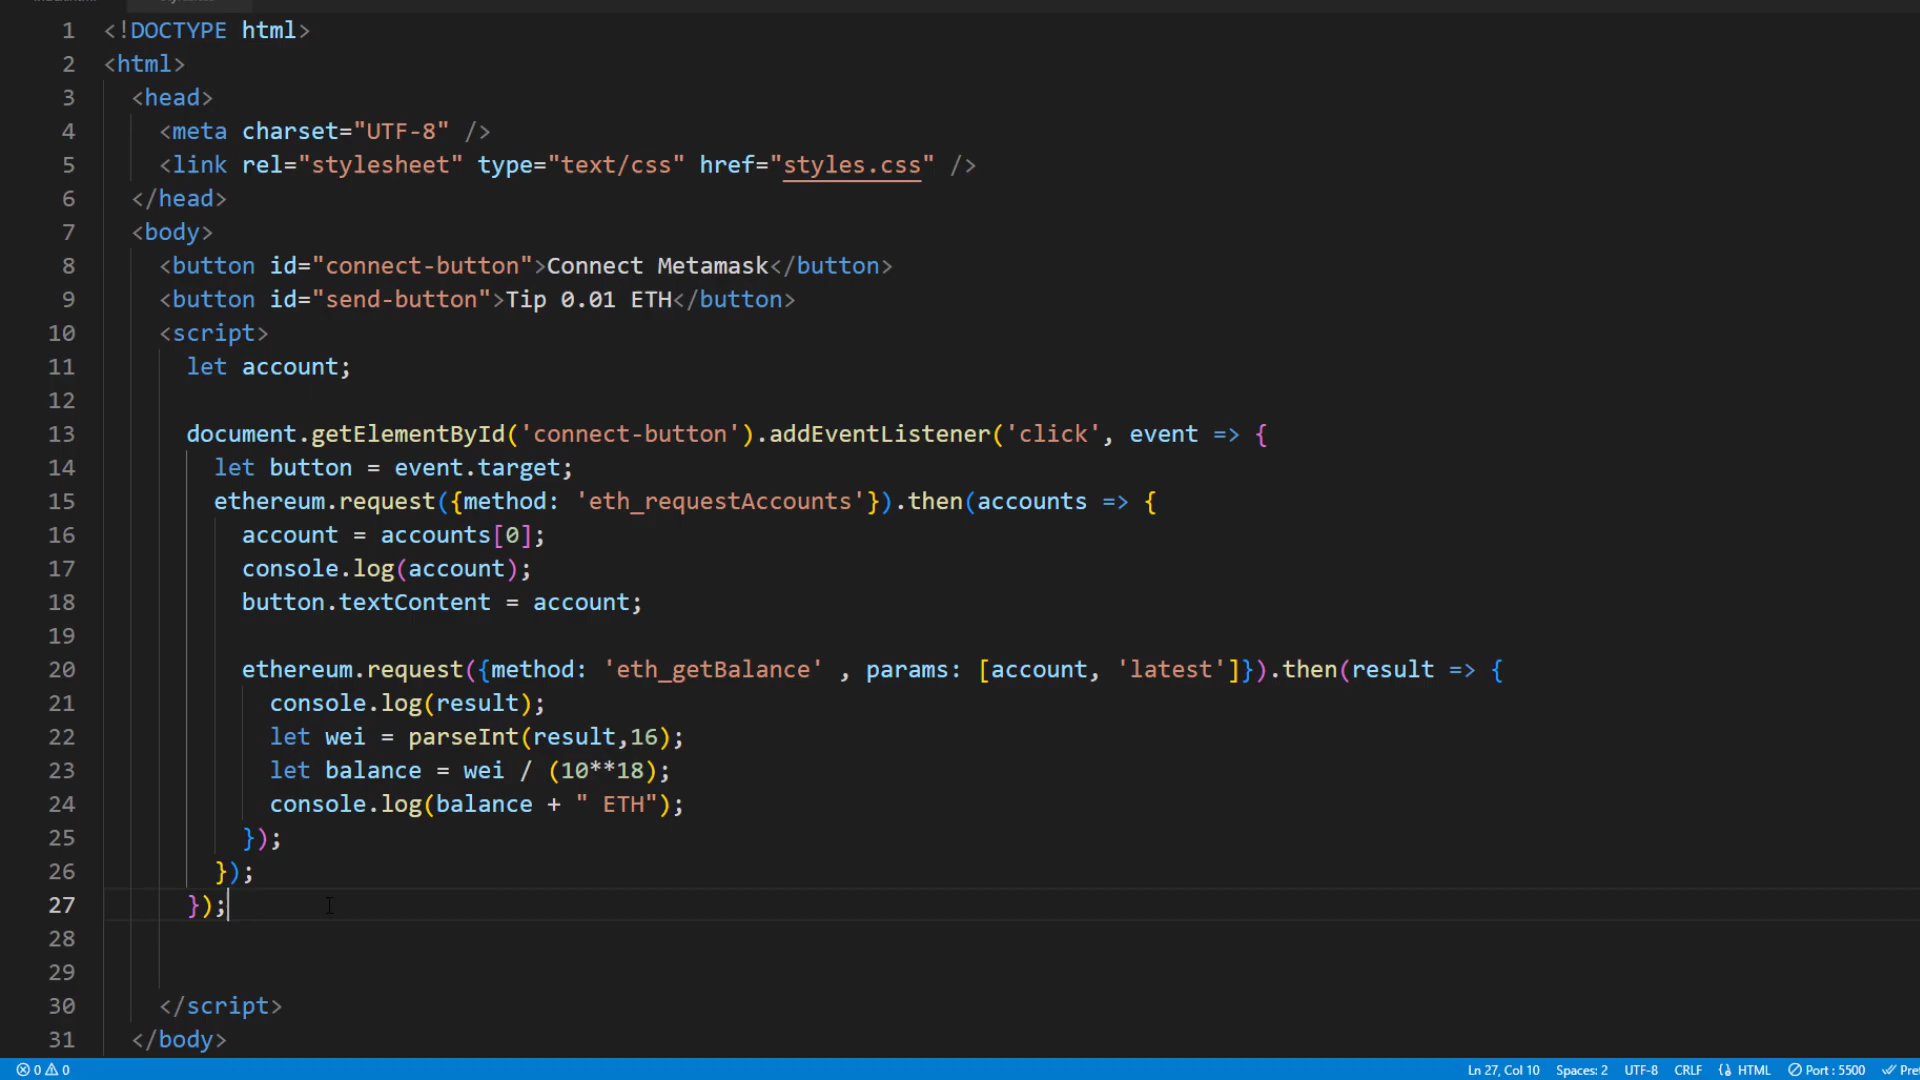 1 <!DOCTYPE html>
2 <html>
3 <head>
4 <meta charset="UTF-8" />
5 <link rel="stylesheet" type="text/css" href="styles.css" />
6 </head>
7 <body>
8 <button id="connect-button">Connect Metamask</button>
9 <button id="send-button">Tip 0.01 ETH</button>
10 <script>
11 let account;
12
13 document.getElementById('connect-button').addEventListener('click', event => {
14 let button = event.target;
15 ethereum.request({method: 'eth_requestAccounts'}).then(accounts => {
16 account = accounts[0];
17 console.log(account);
18 button.textContent = account;
19
20 ethereum.request({method: 'eth_getBalance' , params: [account, 'latest']}).then(result => {
21 console.log(result);
22 let wei = parseInt(result,16);
23 let balance = wei / (10**18);
24 console.log(balance + " ETH");
25 });
26 });
27 });
28
29
30 </script>
31 </body>
0 0 Ln 27, Col 10 Spaces: 2 UTF-8 CRLF HTML Port : 5500